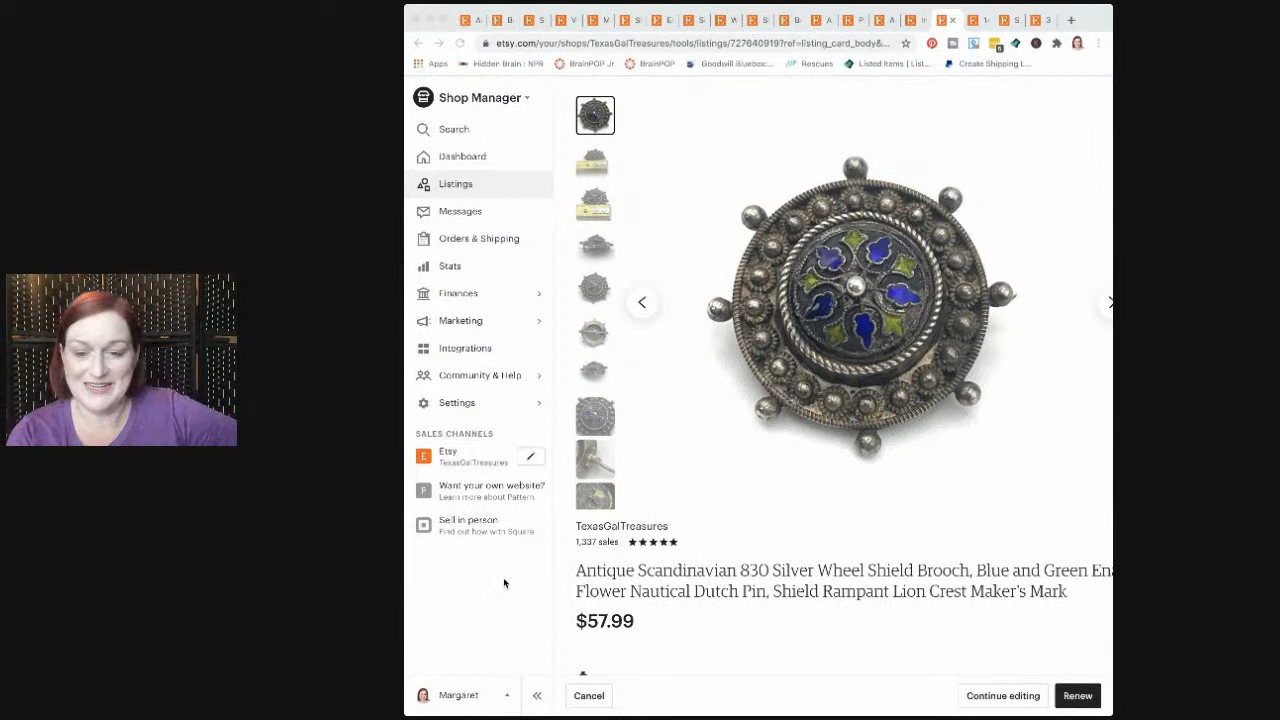 etsy.com/your/shops/TexasGalTreasures/tools/listings/727640919?ref=listing_card_body&...
Apps
Hidden Brain : NPR
BrainPOP Jr
BrainPOP
Goodwill Bluebox:...
Rescues
Listed Items | List...
Create Shipping L...
Shop Manager
Search
Dashboard
Listings
Messages
Orders & Shipping
Stats
Finances
Marketing
Integrations
Community & Help
Settings
SALES CHANNELS
Etsy
TexasGalTreasures
Want your own website?
Learn more about Pattern
Sell in person
Find out how with Square
Margaret
TexasGalTreasures
1,337 sales
Antique Scandinavian 830 Silver Wheel Shield Brooch, Blue and Green Ena
Flower Nautical Dutch Pin, Shield Rampant Lion Crest Maker's Mark
$57.99
Cancel
Continue editing
Renew